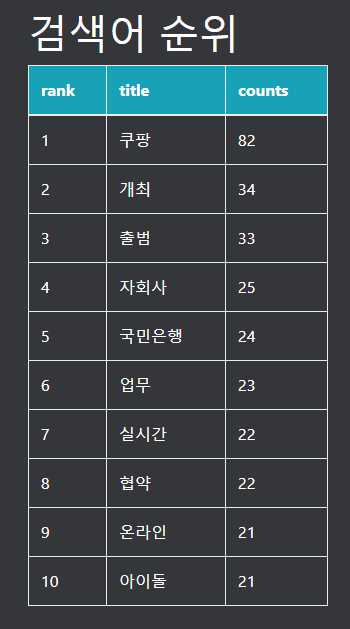 검색어 순위
rank title counts
1 쿠팡 82
2 개최 34
3 출범 33
4 자회사 25
5 국민은행 24
6 업무 23
7 실시간 22
8 협약 22
9 온라인 21
10 아이돌 21